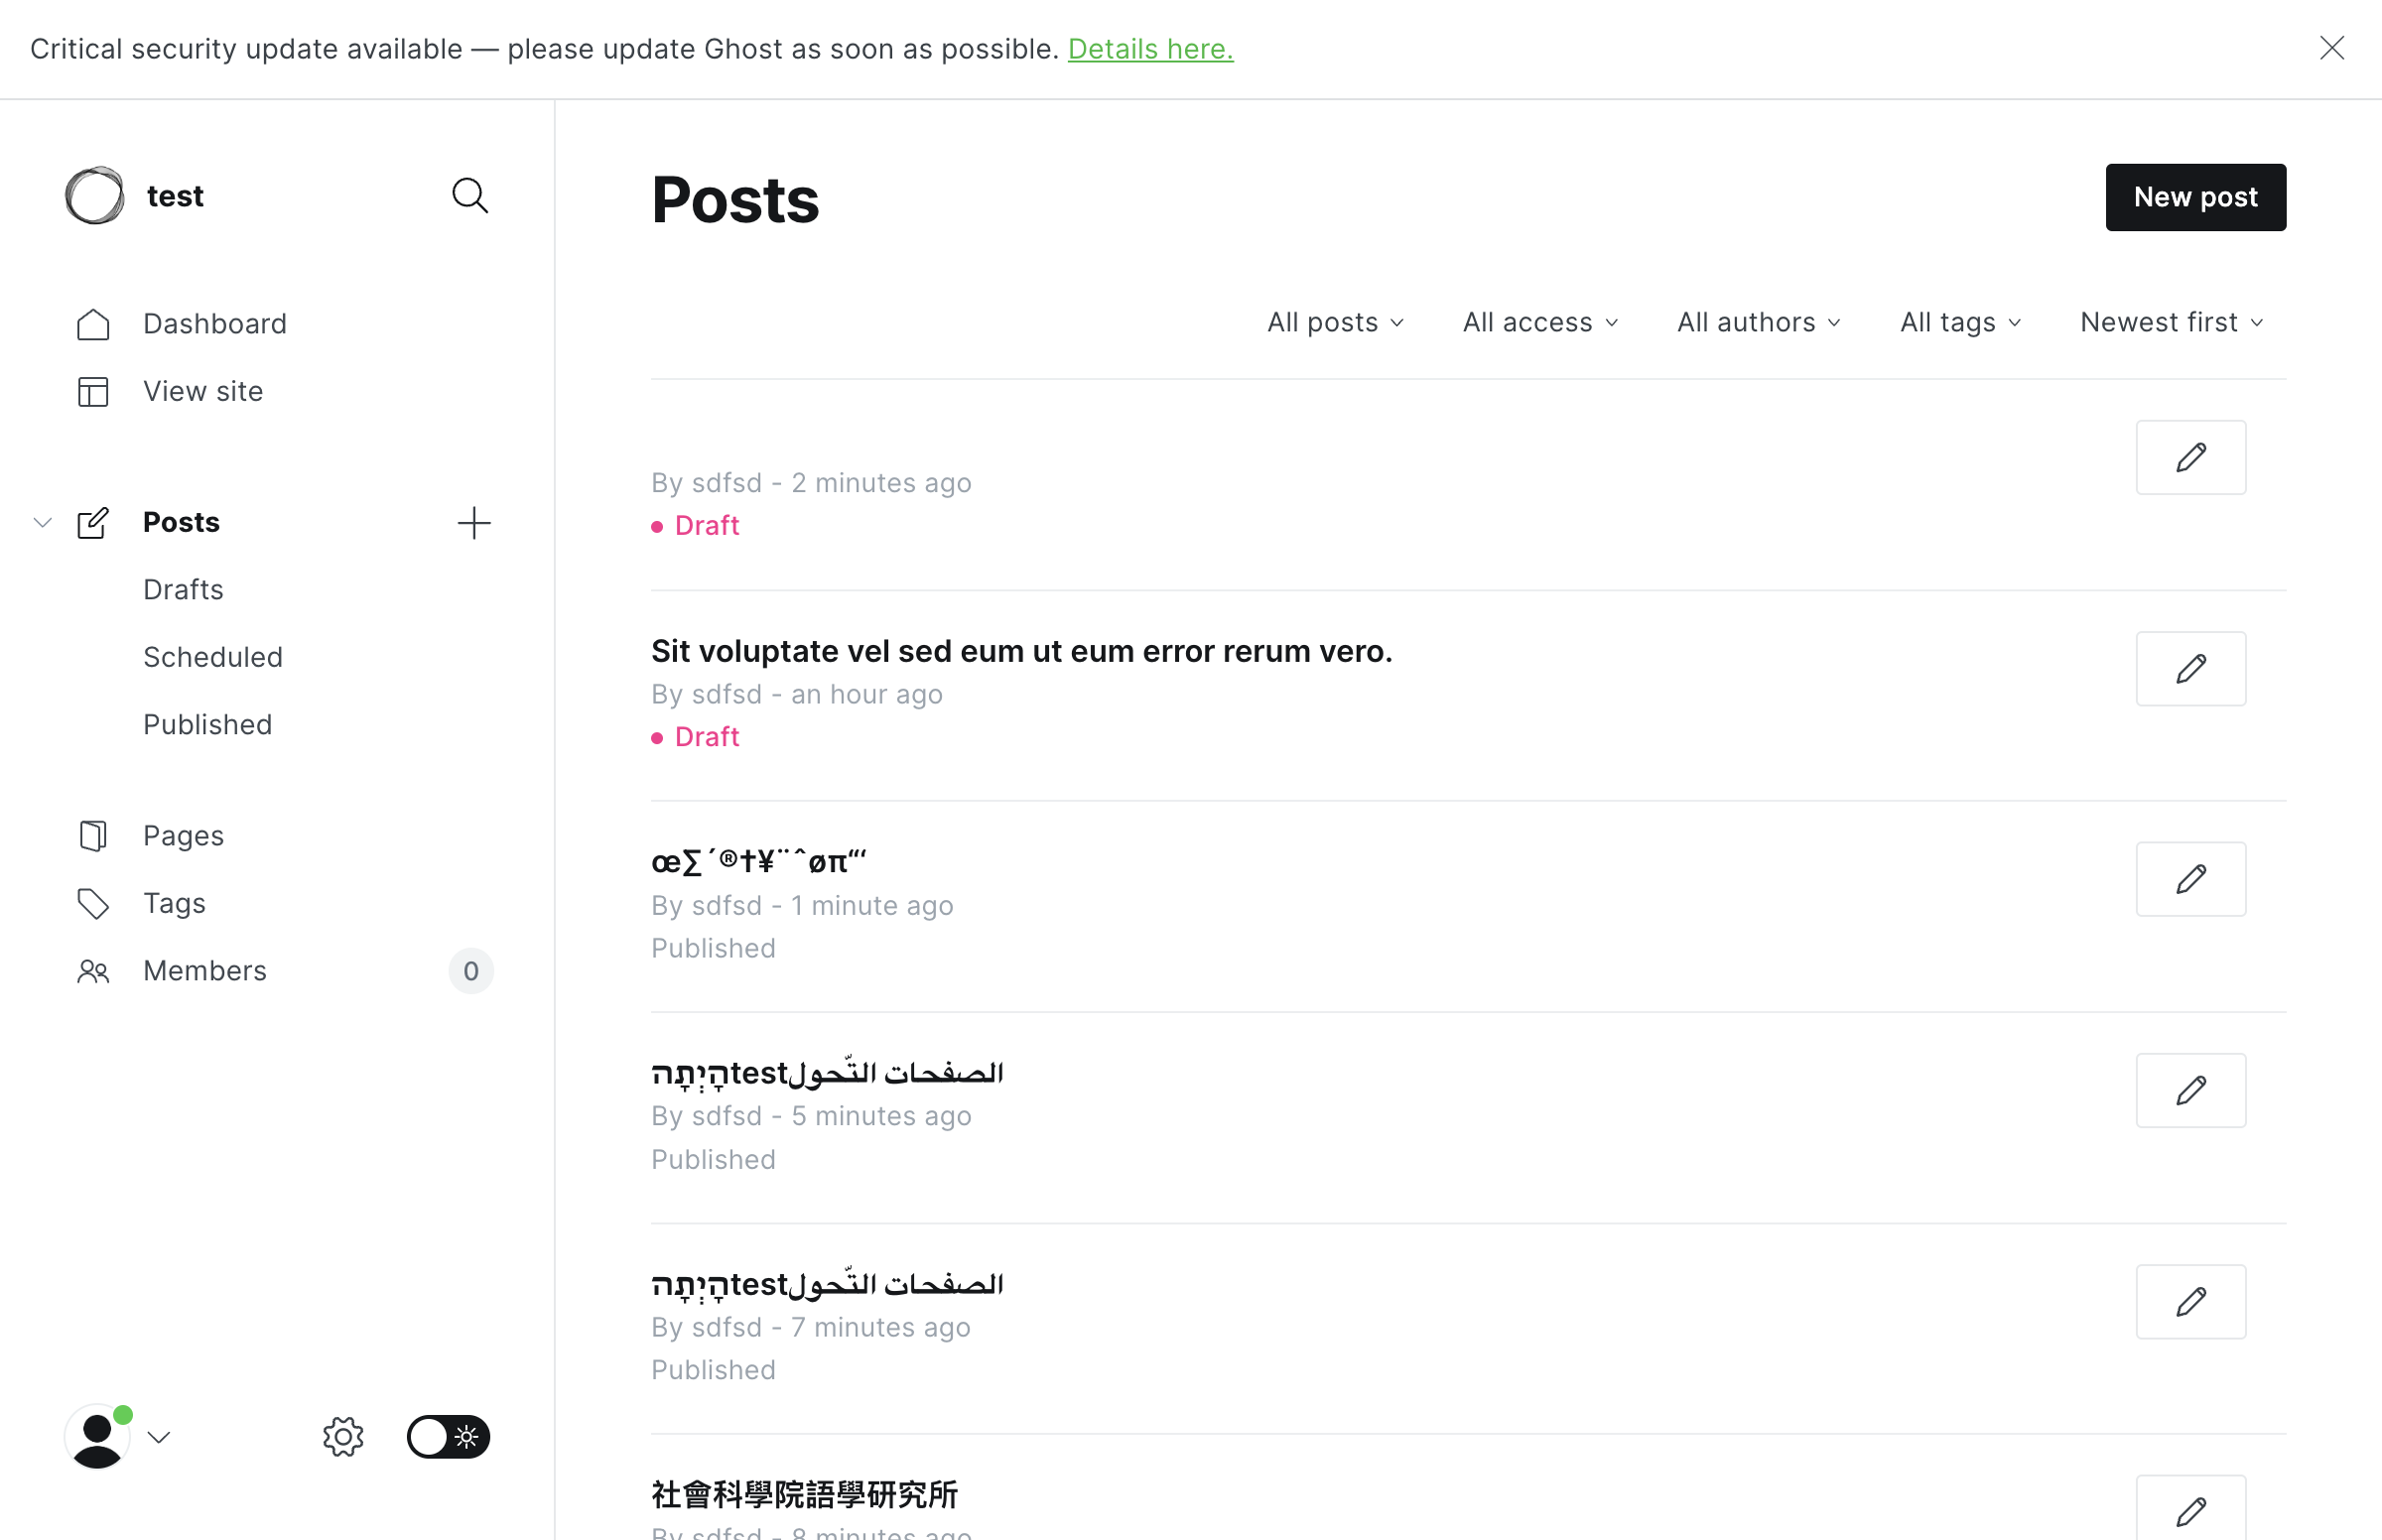 Critical security update available — please update Ghost as soon as possible. Details here.
test
Dashboard
View site
Posts
Drafts
Scheduled
Published
Pages
Tags
Members 0
Posts
New post
All posts All access All authors All tags Newest first
By sdfsd - 2 minutes ago
Draft
Sit voluptate vel sed eum ut eum error rerum vero.
By sdfsd - an hour ago
Draft
œ∑´®†¥¨ˆøπ“‘
By sdfsd - 1 minute ago
Published
הָיְתָהtestالصفحات التّحول
By sdfsd - 5 minutes ago
Published
הָיְתָהtestالصفحات التّحول
By sdfsd - 7 minutes ago
Published
社會科學院語學研究所
By sdfsd - 8 minutes ago